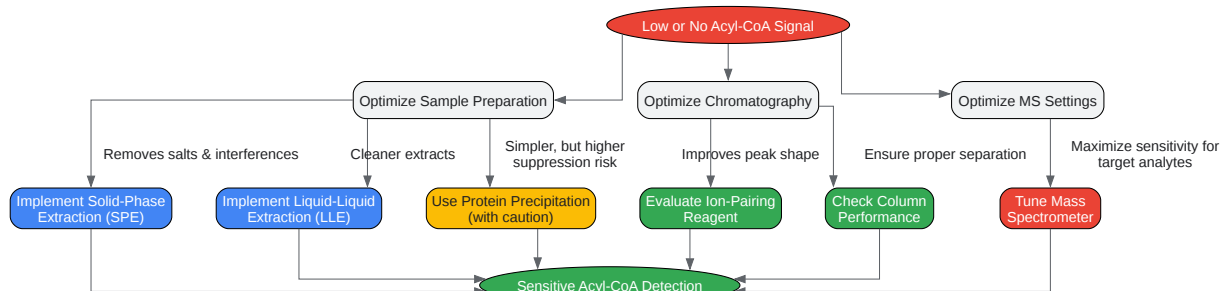 Low or No Acyl-CoA Signal
Optimize Sample Preparation
Optimize Chromatography
Optimize MS Settings
Removes salts & interferences
Cleaner extracts
Simpler, but higher
suppression risk
Improves peak shape
Ensure proper separation
Maximize sensitivity for
target analytes
Implement Solid-Phase
Extraction (SPE)
Implement Liquid-Liquid
Extraction (LLE)
Use Protein Precipitation
(with caution)
Evaluate Ion-Pairing
Reagent
Check Column
Performance
Tune Mass
Spectrometer
Sensitive Acyl-CoA Detection